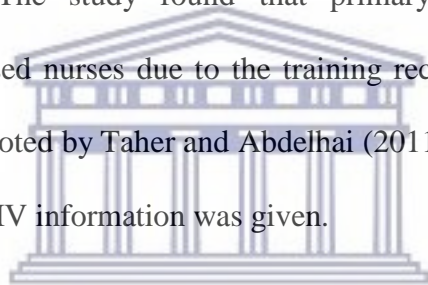 The study found that primary
ed nurses due to the training rec
oted by Taher and Abdelhai (2011
IV information was given.